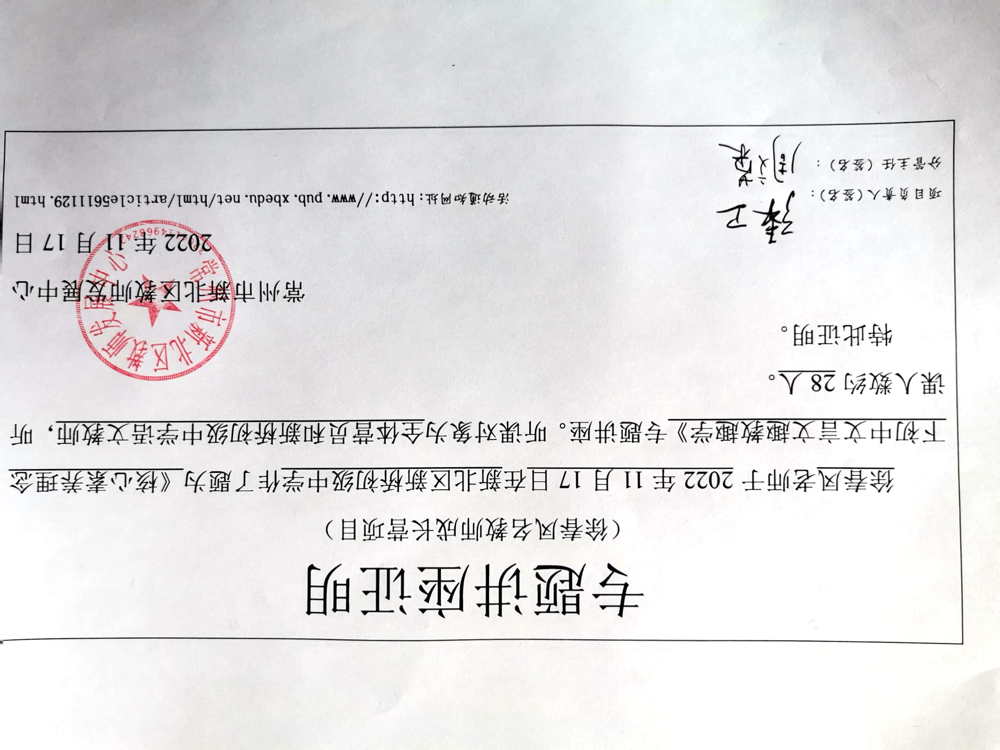 专题讲座证明
（徐春凤名教师成长营项目）
徐春凤老师于 2022 年 11 月 17 日在新北区新桥初级中学作了题为《核心素养理念
下初中文言文趣教趣学》专题讲座。听课对象为全体营员和新桥初级中学语文教师，听
课人数约 28 人。
特此证明。
常州市新北区教师发展中心
2022 年 11 月 17 日
常州市新北区教师发展中心
项目负责人（签名）：
活动通知网址：http://www.pub.xbedu.net/html/article5611129.html
分管主任（签名）：